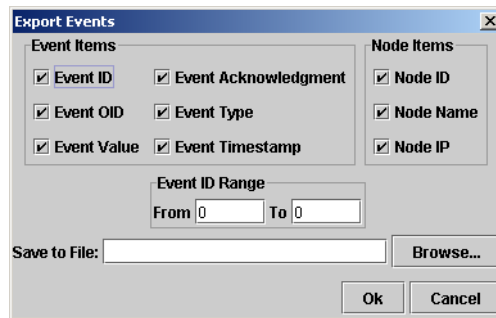 Export Events
Event Items
Node Items
Event ID
Event Acknowledgment
Node ID
Event OID
Event Type
Node Name
Event Value
Event Timestamp
Node IP
Event ID Range
From 0 To 0
Save to File:
Browse...
Ok
Cancel